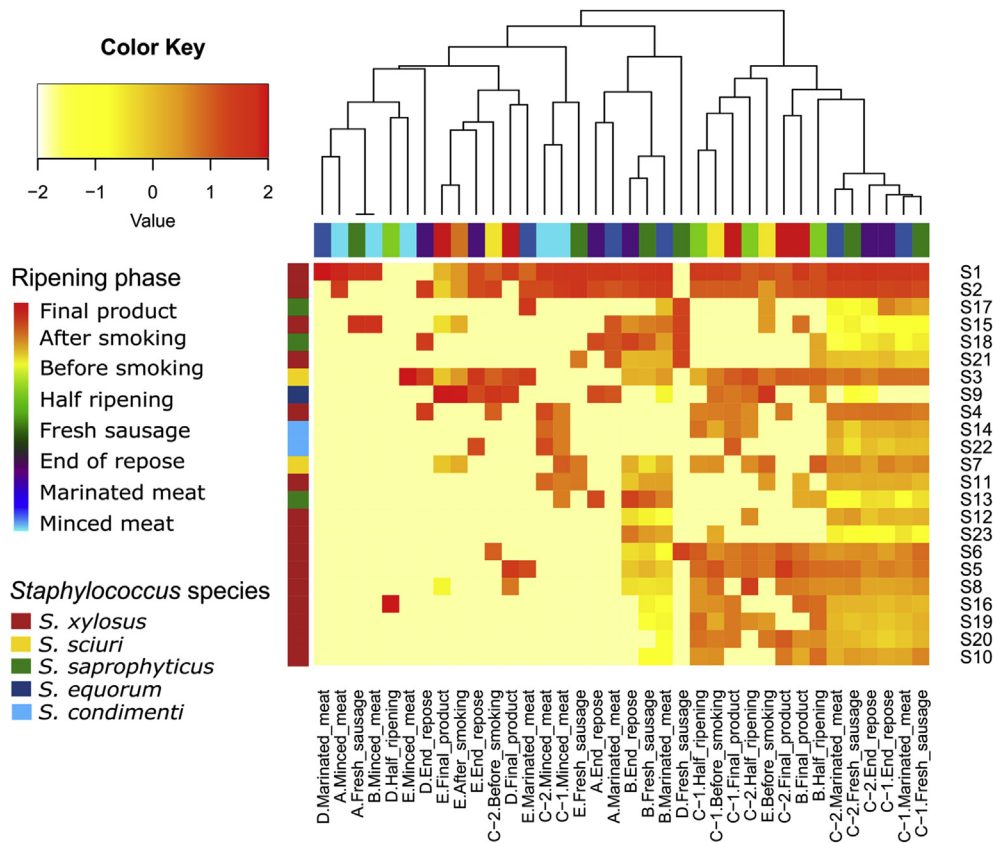 Color Key
−2 −1 0 1 2
Value
Ripening phase
Final product
After smoking
Before smoking
Half ripening
Fresh sausage
End of repose
Marinated meat
Minced meat
Staphylococcus species
S. xylosus
S. sciuri
S. saprophyticus
S. equorum
S. condimenti
S1
S2
S17
S15
S18
S21
S3
S9
S4
S14
S22
S7
S11
S13
S12
S23
S6
S5
S8
S16
S19
S20
S10
D.Marinated_meat
A.Minced_meat
A.Fresh_sausage
B.Minced_meat
D.Half_ripening
E.Minced_meat
D.End_repose
E.Final_product
E.After_smoking
E.End_repose
C−2.Before_smoking
D.Final_product
E.Marinated_meat
C−2.Minced_meat
C−1.Minced_meat
E.Fresh_sausage
A.End_repose
A.Marinated_meat
B.End_repose
B.Fresh_sausage
B.Marinated_meat
D.Fresh_sausage
C−1.Half_ripening
C−1.Before_smoking
C−1.Final_product
C−2.Half_ripening
E.Before_smoking
C−2.Final_product
B.Final_product
B.Half_ripening
C−2.Marinated_meat
C−2.Fresh_sausage
C−2.End_repose
C−1.End_repose
C−1.Marinated_meat
C−1.Fresh_sausage